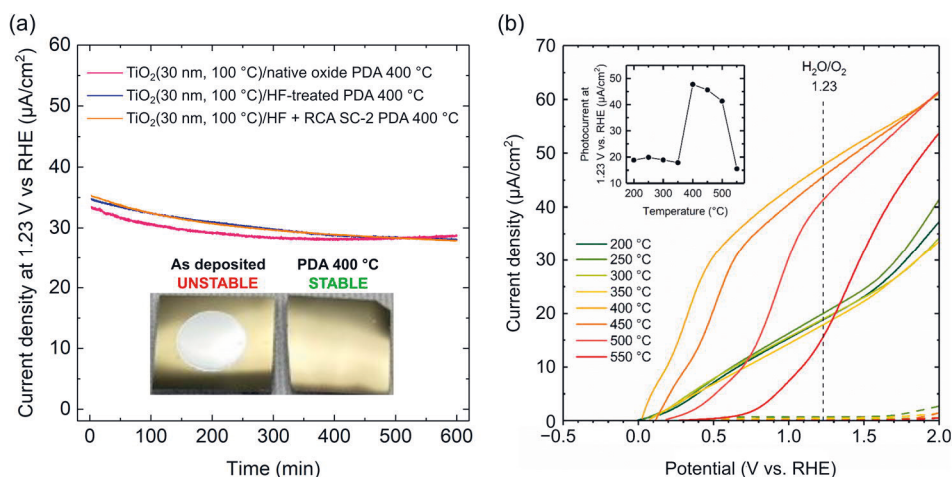 (a)
Current density at 1.23 V vs RHE (µA/cm²)
60
50
40
30
20
10
0
TiO₂(30 nm, 100 °C)/native oxide PDA 400 °C
TiO₂(30 nm, 100 °C)/HF-treated PDA 400 °C
TiO₂(30 nm, 100 °C)/HF + RCA SC-2 PDA 400 °C
As deposited PDA 400 °C
UNSTABLE STABLE
0 100 200 300 400 500 600
Time (min)
(b)
Current density (µA/cm²)
70
60
50
40
30
20
10
0
H₂O/O₂
1.23
Photocurrent at
1.23 V vs. RHE (µA/cm²)
50
45
40
35
30
25
20
15
10
200 300 400 500
Temperature (°C)
200 °C
250 °C
300 °C
350 °C
400 °C
450 °C
500 °C
550 °C
−0.5 0.0 0.5 1.0 1.5 2.0
Potential (V vs. RHE)